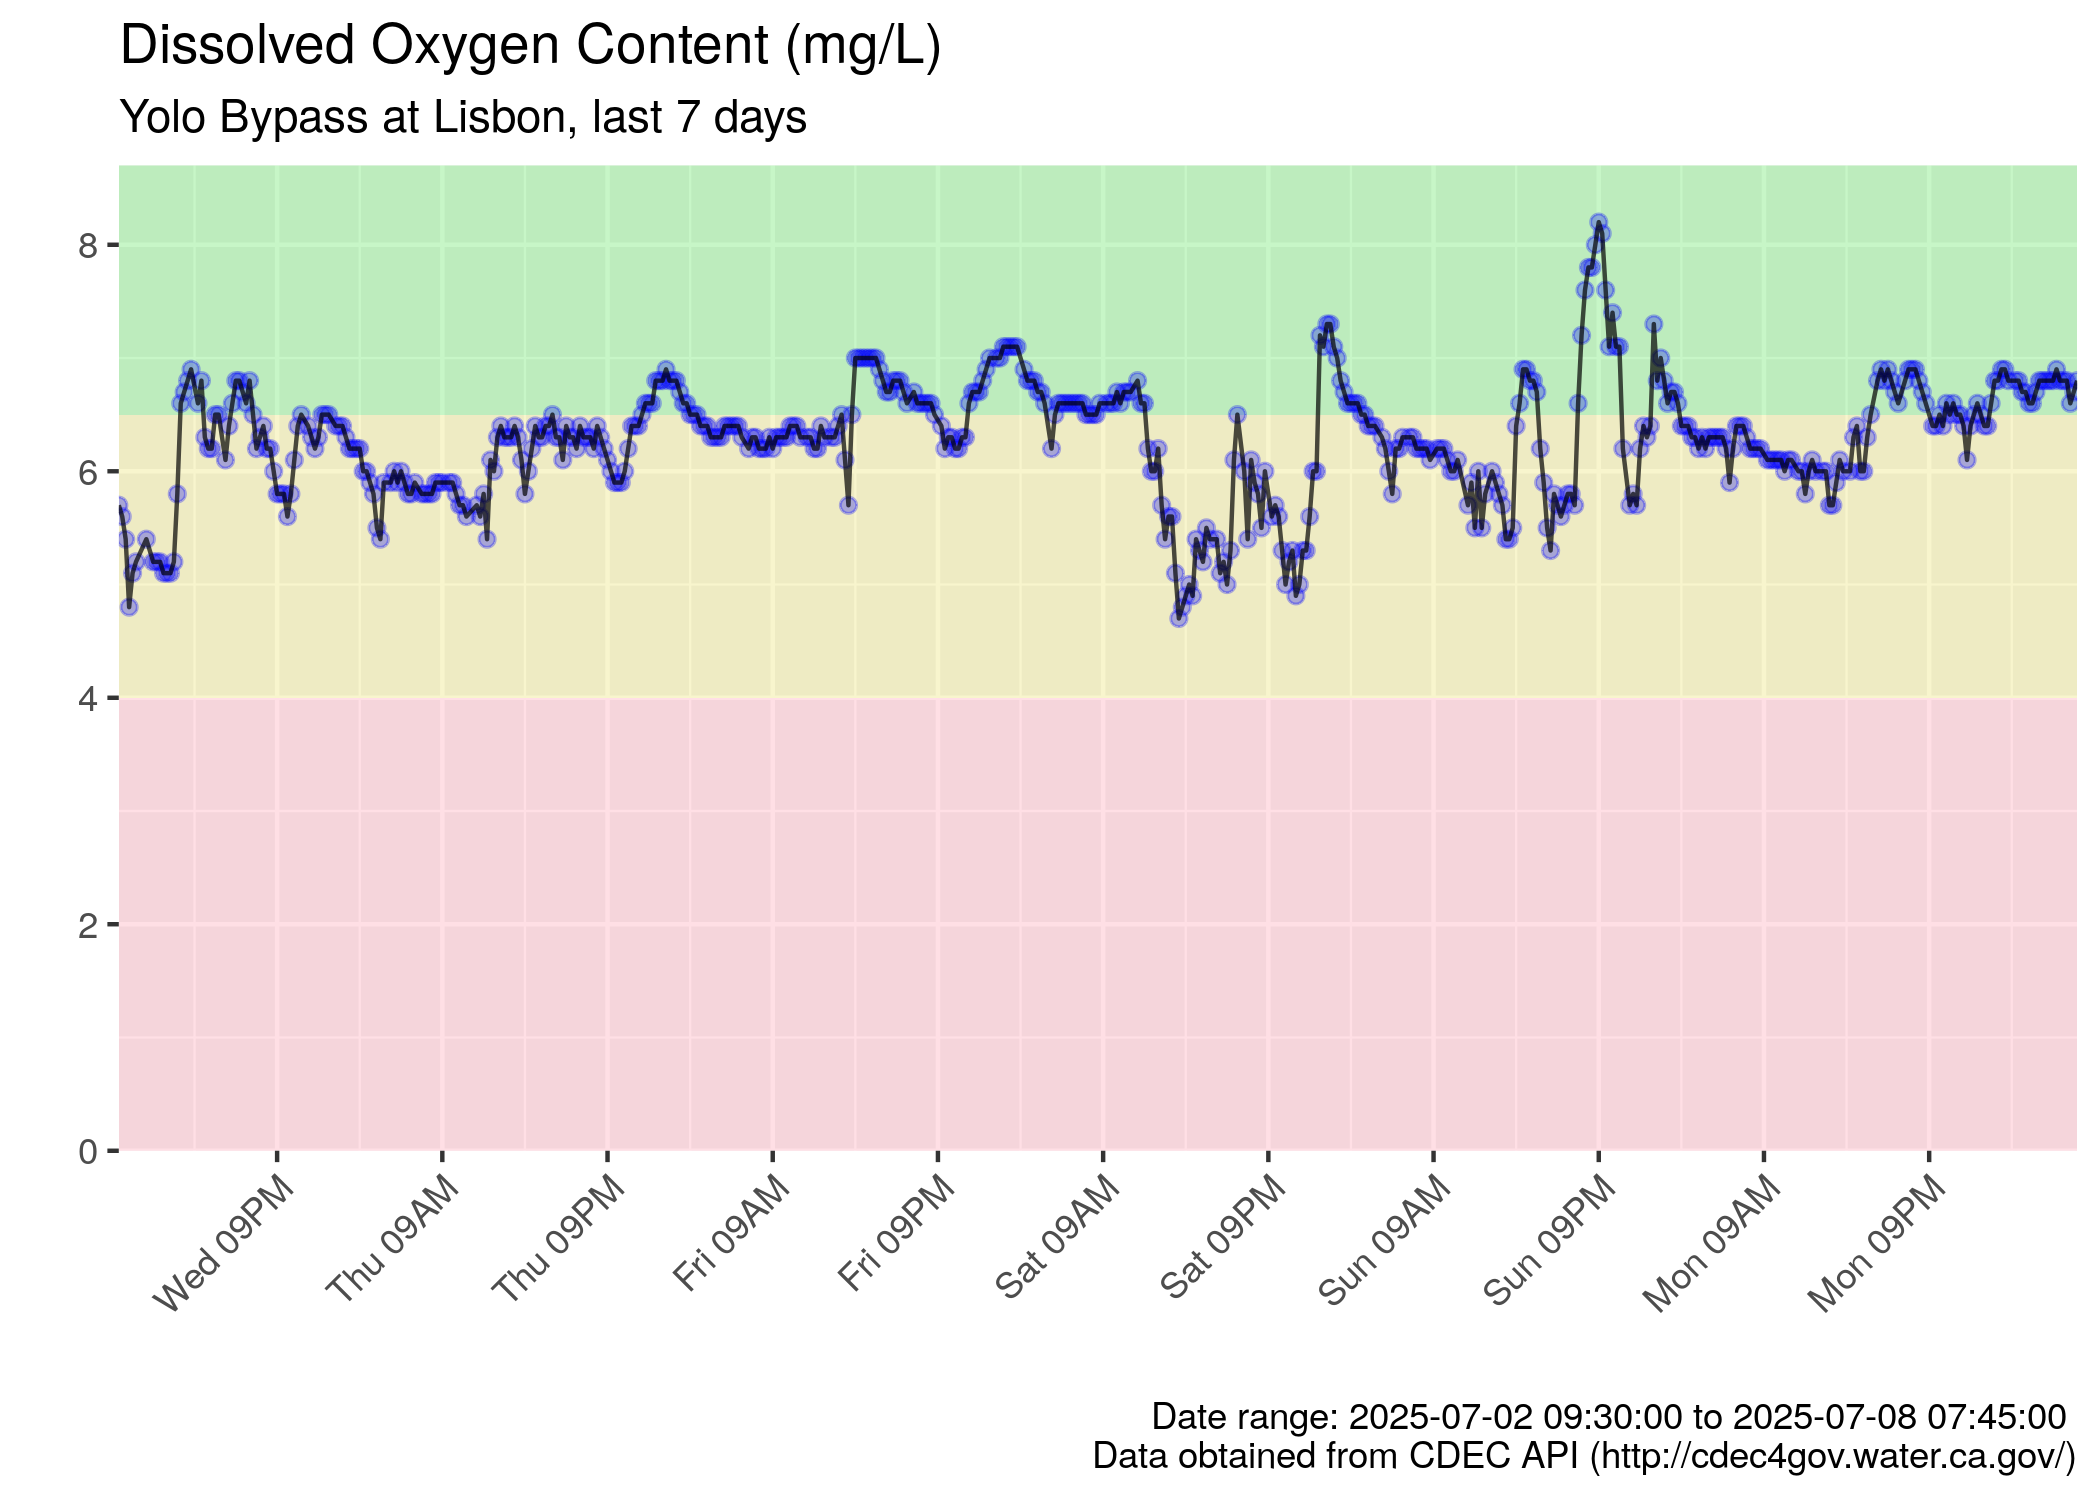 Dissolved Oxygen Content (mg/L)
Yolo Bypass at Lisbon, last 7 days
8
6
4
2
0
Wed 09PM
Thu 09AM
Thu 09PM
Fri 09AM
Fri 09PM
Sat 09AM
Sat 09PM
Sun 09AM
Sun 09PM
Mon 09AM
Mon 09PM
Date range: 2025-07-02 09:30:00 to 2025-07-08 07:45:00
Data obtained from CDEC API (http://cdec4gov.water.ca.gov/)